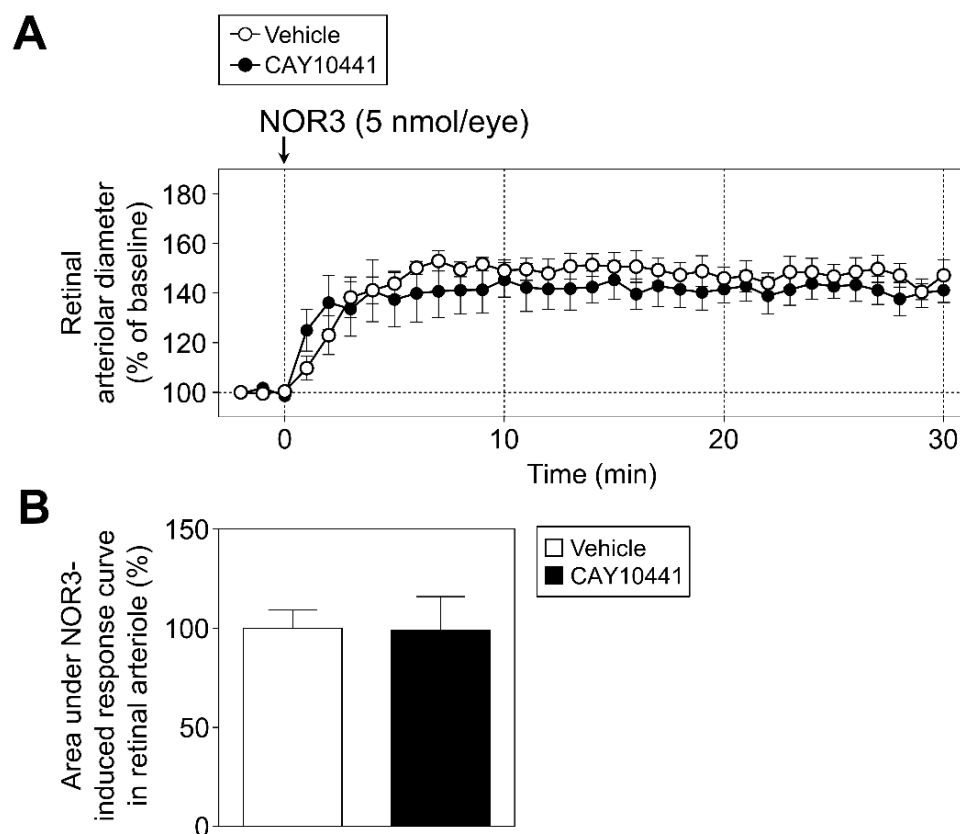 A
Vehicle
CAY10441
NOR3 (5 nmol/eye)
Retinal
arteriolar diameter
(% of baseline)
180
160
140
120
100
0
10
20
30
Time (min)
B
Area under NOR3-
induced response curve
in retinal arteriole (%)
150
100
50
0
Vehicle
CAY10441